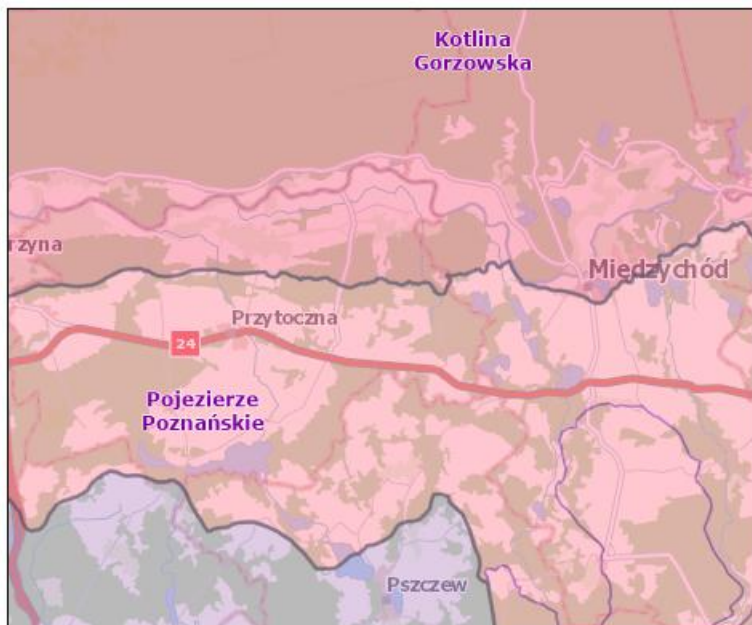 Kotlina
Gorzowska
rzyna
Międzychód
Przytoczna
24
Pojezierze
Poznańskie
Pszczew